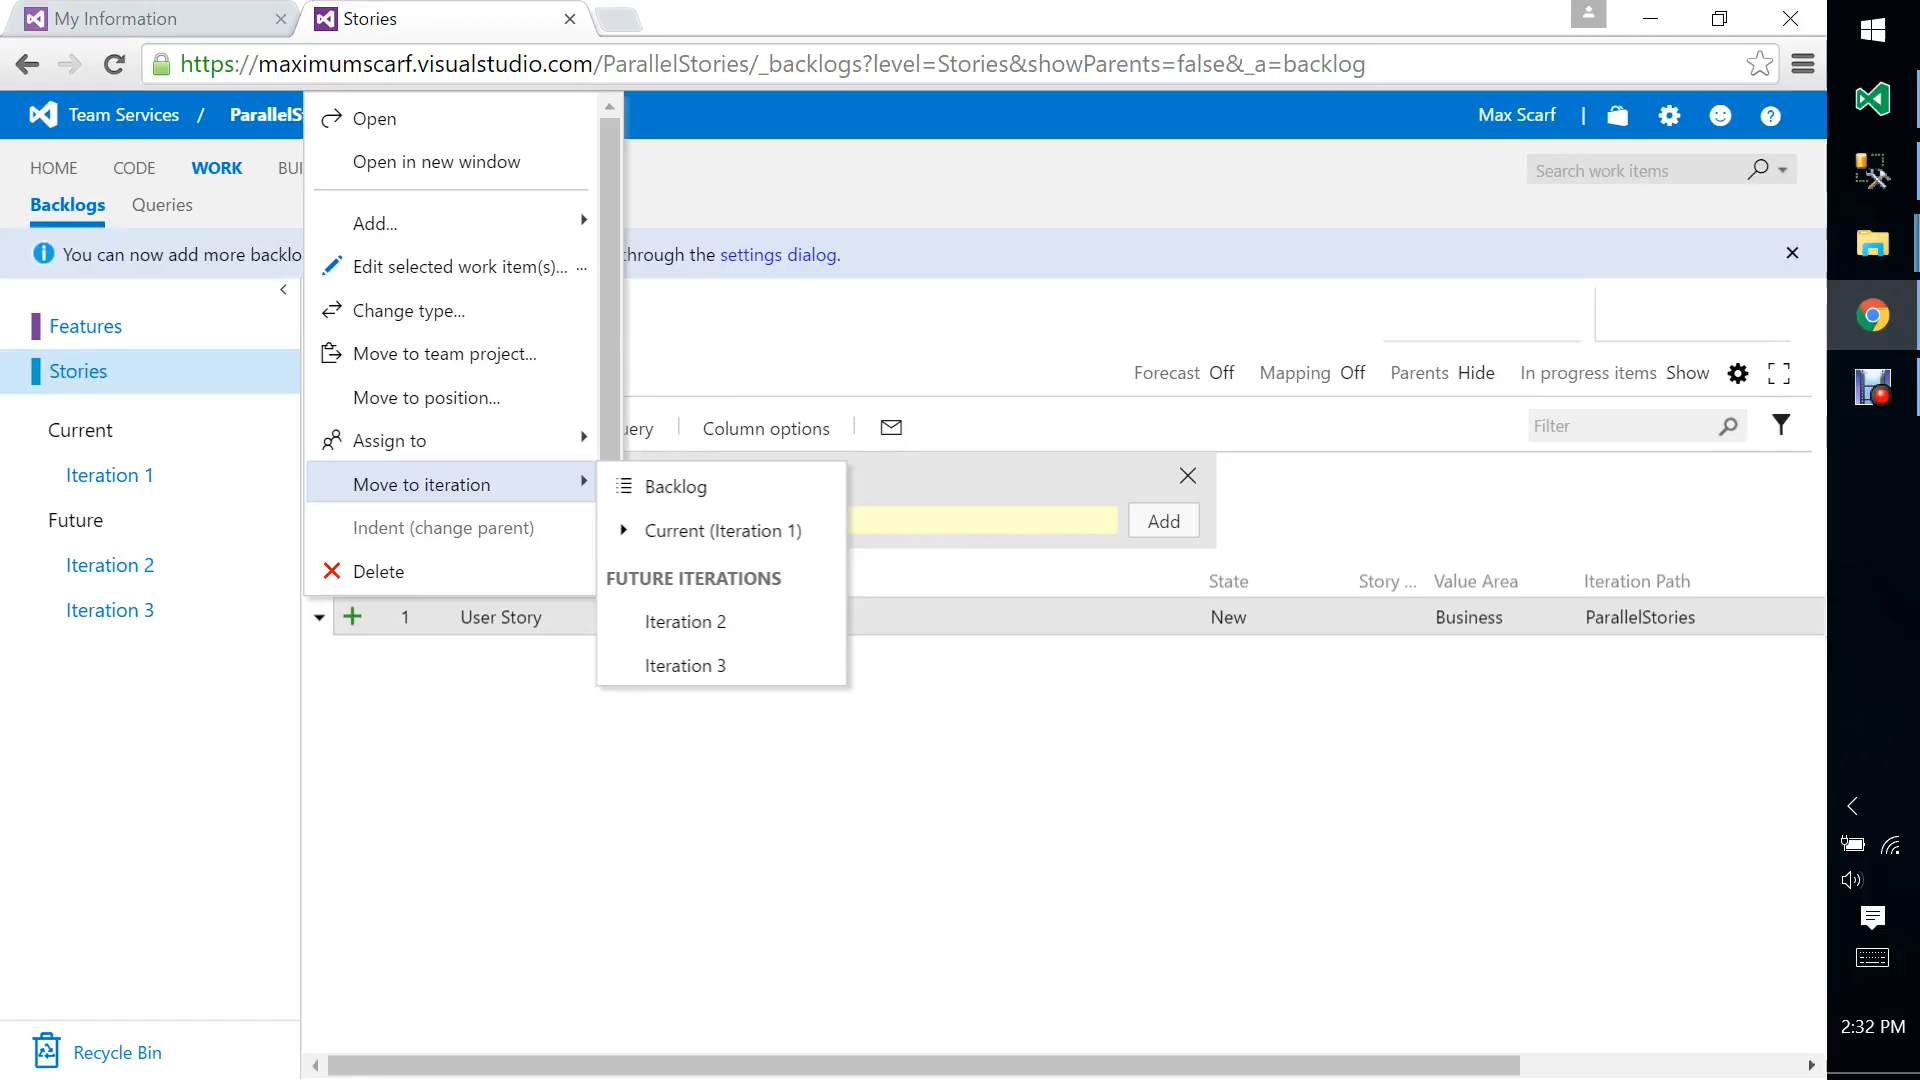 My Information
Stories
https://maximumscarf.visualstudio.com/ParallelStories/_backlogs?level=Stories&showParents=false&_a=backlog
Team Services / ParallelS
Max Scarf
HOME CODE WORK BUI
Search work items
Backlogs Queries
You can now add more backlo
hrough the settings dialog.
Open
Open in new window
Add...
Edit selected work item(s)... ...
Change type...
Move to team project...
Move to position...
Assign to
Move to iteration
Indent (change parent)
Delete
Backlog
Current (Iteration 1)
FUTURE ITERATIONS
Iteration 2
Iteration 3
Features
Stories
Current
Iteration 1
Future
Iteration 2
Iteration 3
Forecast Off Mapping Off Parents Hide In progress items Show
uery Column options
Filter
Add
State Story ... Value Area Iteration Path
1 User Story New Business ParallelStories
Recycle Bin
2:32 PM